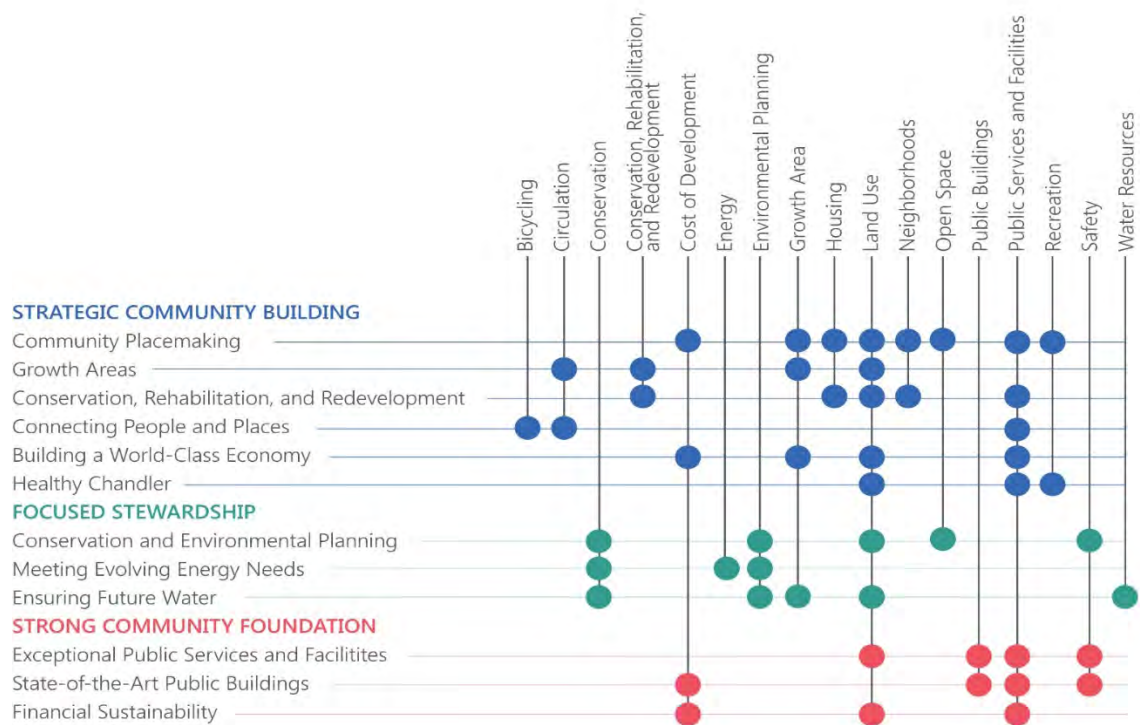 Bicycling
Circulation
Conservation
Conservation, Rehabilitation,
and Redevelopment
Cost of Development
Energy
Environmental Planning
Growth Area
Housing
Land Use
Neighborhoods
Open Space
Public Buildings
Public Services and Facilities
Recreation
Safety
Water Resources
STRATEGIC COMMUNITY BUILDING
Community Placemaking
Growth Areas
Conservation, Rehabilitation, and Redevelopment
Connecting People and Places
Building a World-Class Economy
Healthy Chandler
FOCUSED STEWARDSHIP
Conservation and Environmental Planning
Meeting Evolving Energy Needs
Ensuring Future Water
STRONG COMMUNITY FOUNDATION
Exceptional Public Services and Facilitites
State-of-the-Art Public Buildings
Financial Sustainability